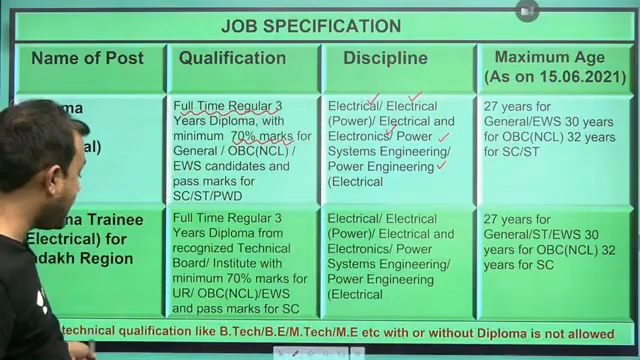 JOB SPECIFICATION
Name of Post
Qualification
Discipline
Maximum Age
(As on 15.06.2021)
Full Time Regular 3
Years Diploma, with
minimum 70% marks for
General / OBC(NCL) /
EWS candidates and
pass marks for
SC/ST/PWD
Electrical/ Electrical
(Power)/ Electrical and
Electronics/ Power
Systems Engineering/
Power Engineering
(Electrical
27 years for
General/EWS 30 years
for OBC(NCL) 32 years
for SC/ST
Trainee
Electrical) for
Region
Full Time Regular 3
Years Diploma from
recognized Technical
Board/ Institute with
minimum 70% marks for
UR/ OBC(NCL)/EWS
and pass marks for SC
Electrical/ Electrical
(Power)/ Electrical and
Electronics/ Power
Systems Engineering/
Power Engineering
(Electrical
27 years for
General/ST/EWS 30
years for OBC(NCL) 32
years for SC
technical qualification like B.Tech/B.E/M.Tech/M.E etc with or without Diploma is not allowed